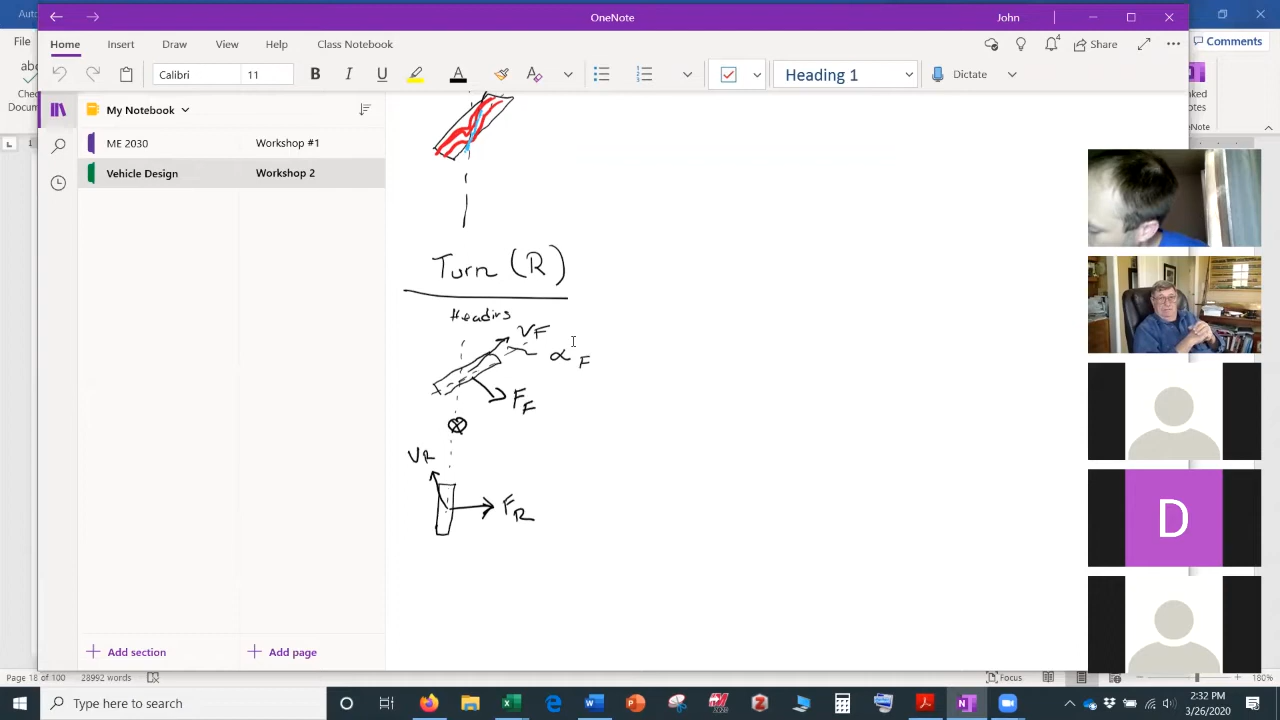 OneNote
John
Auto
Home
Insert
Draw
View
Help
Class Notebook
Share
Comments
File
Calibri
11
B
I
U
A
Heading 1
Dictate
My Notebook
ME 2030
Workshop #1
Vehicle Design
Workshop 2
Turn (R)
Heading
VF
α F
F F
VR
F R
D
Add section
Add page
Page 18 of 100
28992 words
Focus
180%
Type here to search
2:32 PM
3/26/2020